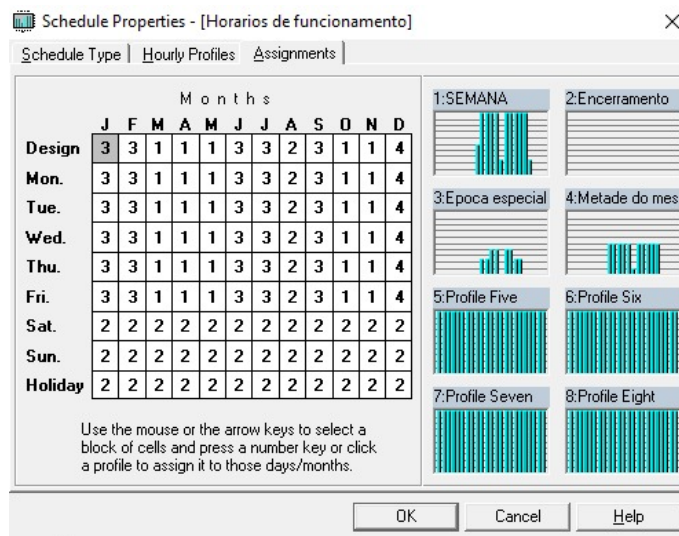 Schedule Properties - [Horarios de funcionamento]
Schedule Type Hourly Profiles Assignments
Months
J F M A M J J A S O N D
Design 3 3 1 1 1 3 3 2 3 1 1 4
Mon. 3 3 1 1 1 3 3 2 3 1 1 4
Tue. 3 3 1 1 1 3 3 2 3 1 1 4
Wed. 3 3 1 1 1 3 3 2 3 1 1 4
Thu. 3 3 1 1 1 3 3 2 3 1 1 4
Fri. 3 3 1 1 1 3 3 2 3 1 1 4
Sat. 2 2 2 2 2 2 2 2 2 2 2 2
Sun. 2 2 2 2 2 2 2 2 2 2 2 2
Holiday 2 2 2 2 2 2 2 2 2 2 2 2
Use the mouse or the arrow keys to select a
block of cells and press a number key or click
a profile to assign it to those days/months.
1:SEMANA 2:Encerramento
3:Epoca especial 4:Metade do mes
5:Profile Five 6:Profile Six
7:Profile Seven 8:Profile Eight
OK Cancel Help